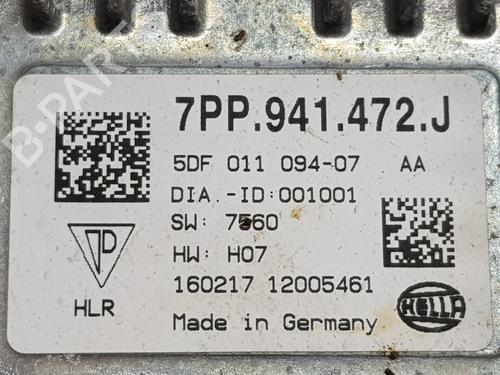 B-PARTS
7PP.941.472.J
5DF 011 094-07 AA
DIA.-ID:001001
SW: 7560
HW: H07
160217 12005461
HLR
HELLA
Made in Germany